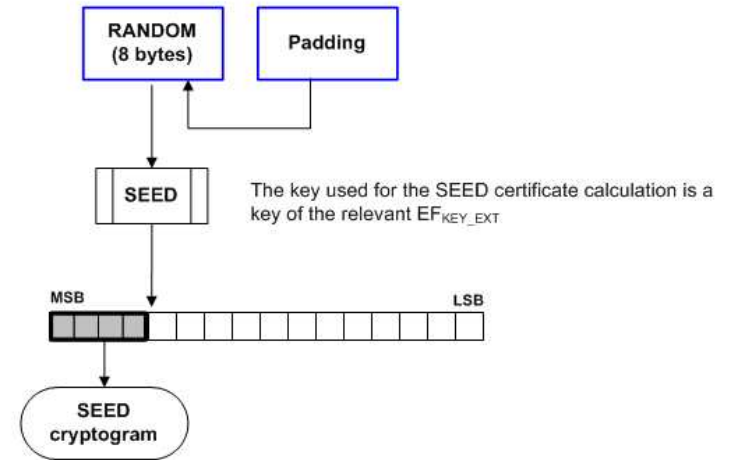 RANDOM
(8 bytes)
Padding
SEED
The key used for the SEED certificate calculation is a
key of the relevant EFKEY_EXT
MSB
LSB
SEED
cryptogram